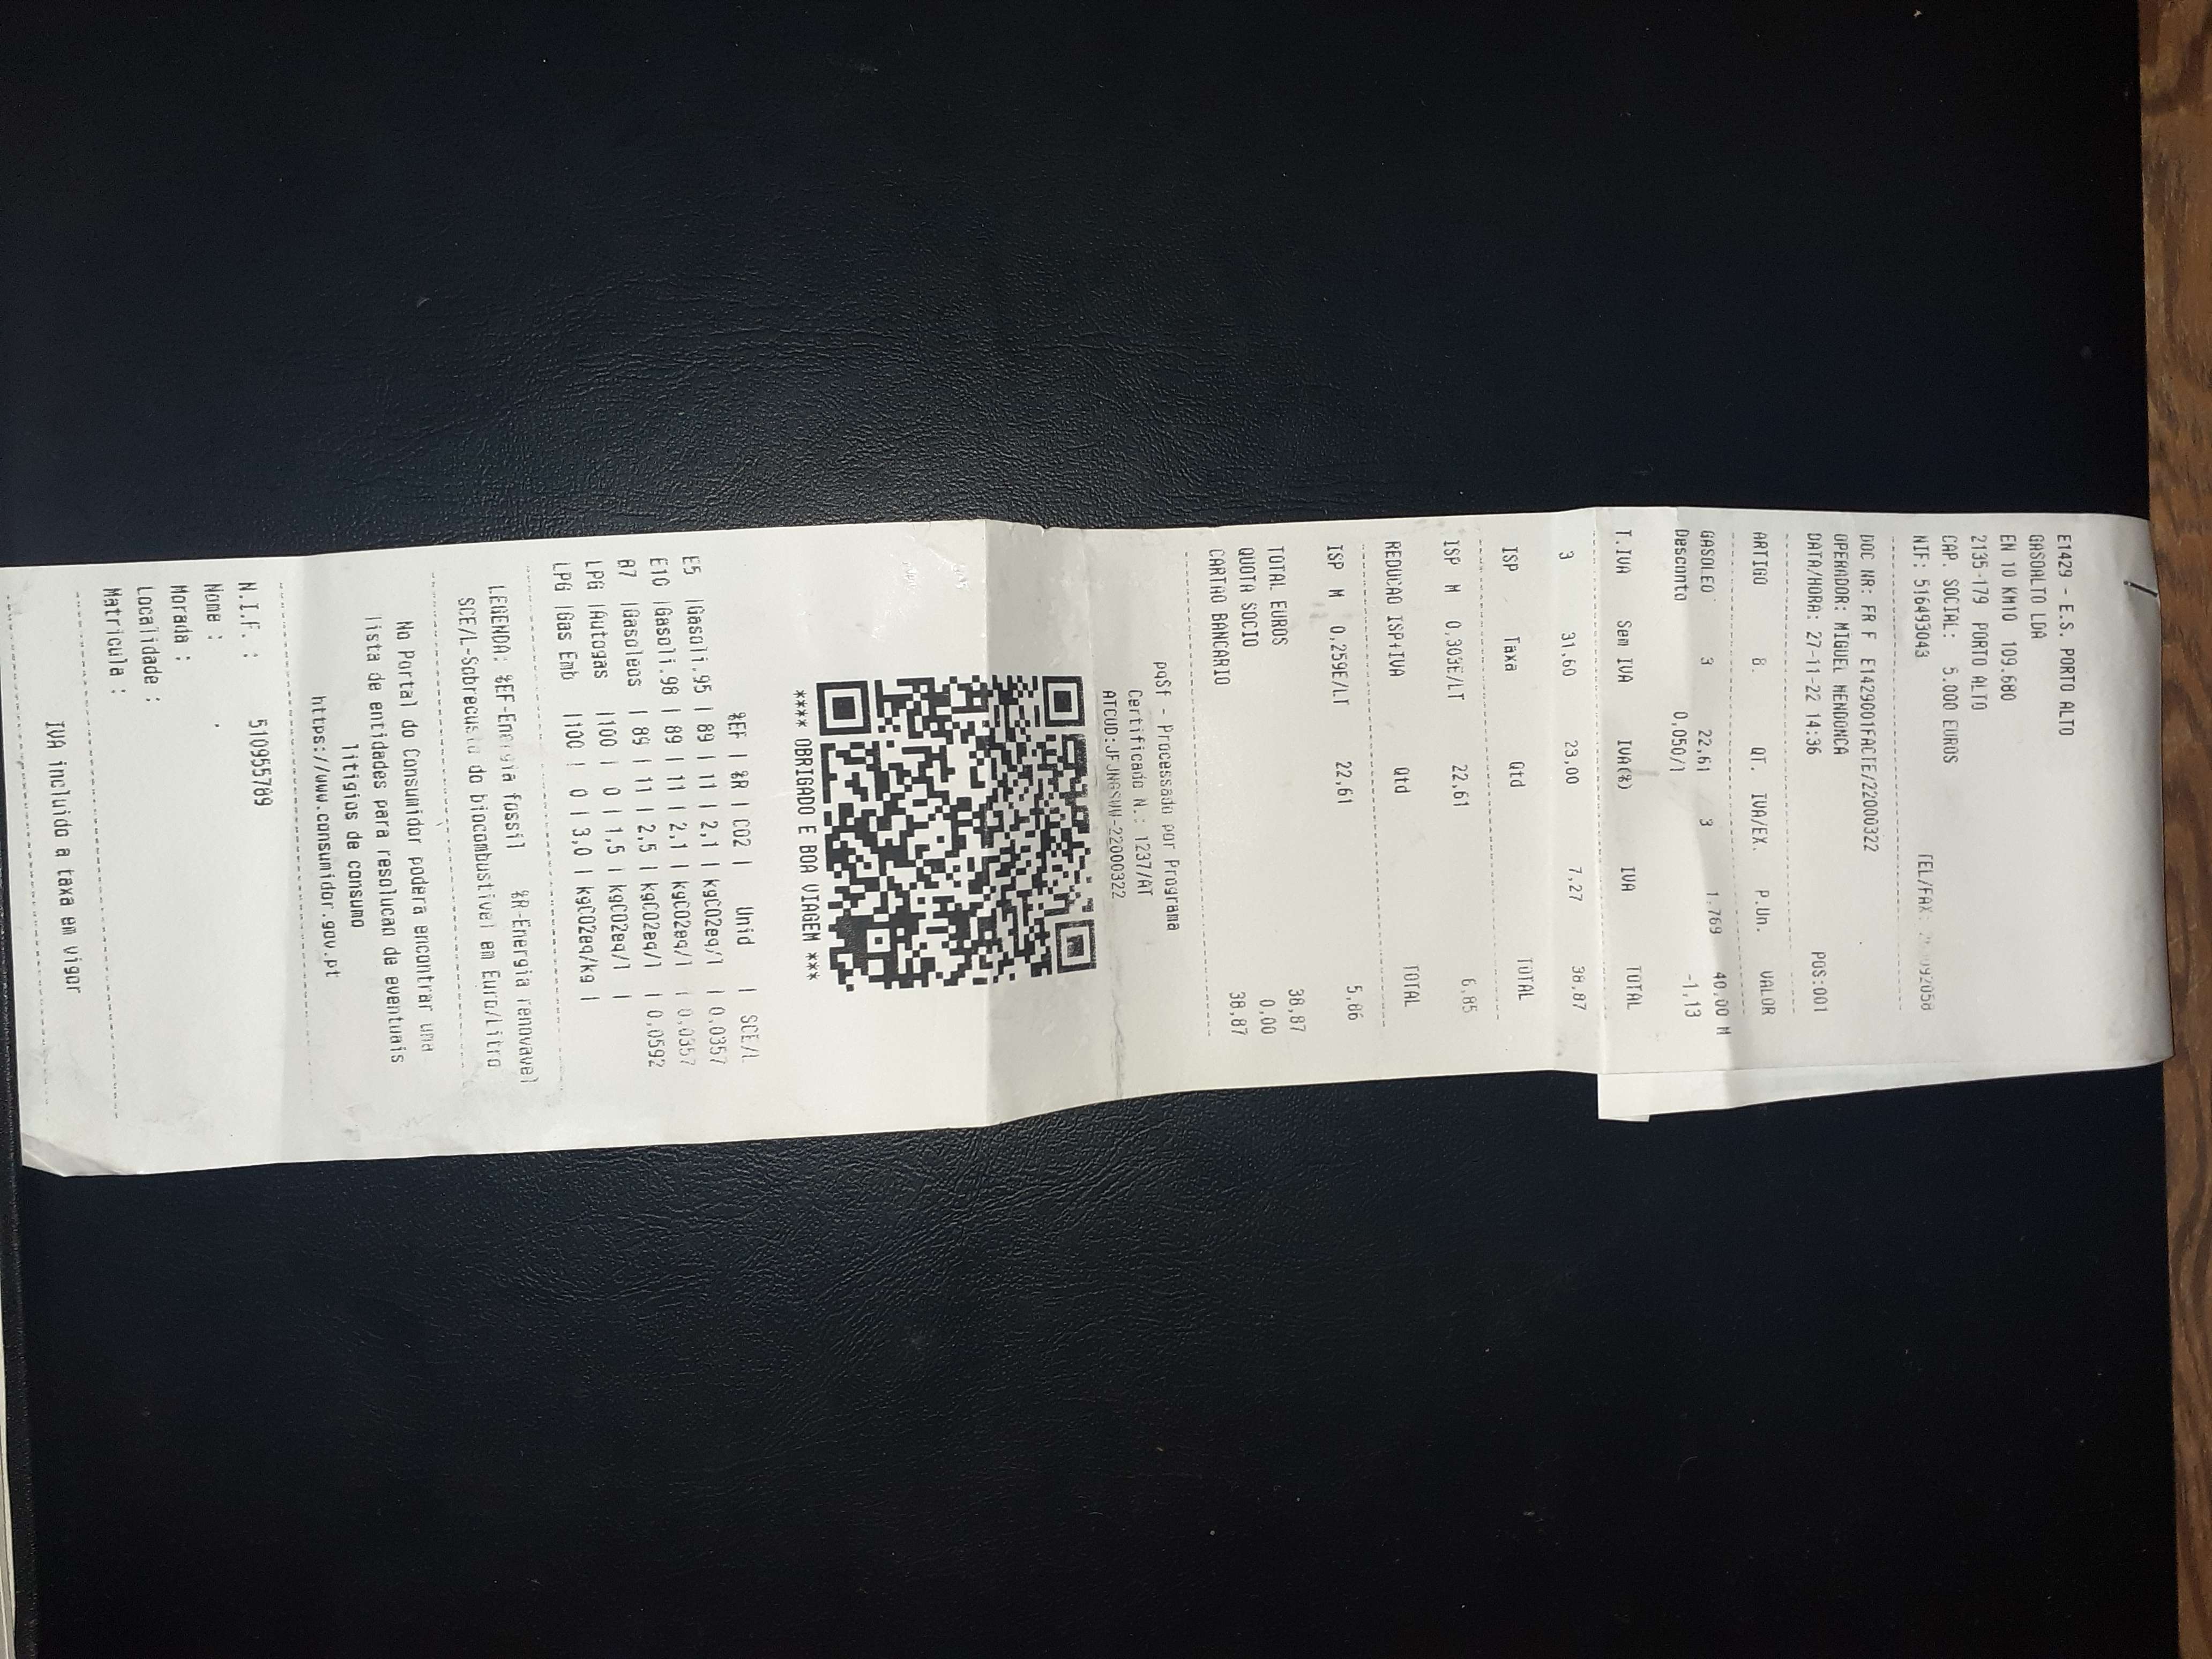 E1429 - E.S. PORTO ALTO
GASOALTO LDA
EN 10 KM10 109.680
2135-179 PORTO ALTO
CAP. SOCIAL: 5.000 EUROS
NIF: 516493043 TEL/FAX:
DOC NR: FR F E1429001FACTE/22000322
OPERADOR: MIGUEL MENDONCA
DATA/HORA: 27-11-22 14:36 POS:001
ARTIGO B. QT. IVA/EX. P.Un. VALOR
GASOLEO 3 22,61 3 1,769 40,00 M
Desconto 0,050/l -1,13
T.IVA Sem IVA IVA(%) IVA TOTAL
3 31,60 23,00 7,27 38,87
ISP Taxa Qtd TOTAL
ISP M 0,303E/LT 22,61 6,85
REDUCAO ISP+IVA Qtd TOTAL
ISP M 0,259E/LT 22,61 5,86
TOTAL EUROS 38,87
QUOTA SOCIO 0,00
CARTAO BANCARIO 38,87
pqSf - Processado por Programa
Certificado N.: 1237/AT
**** OBRIGADO E BOA VIAGEM ***
%EF | %R | CO2 | Unid | SCE/L
E5 |Gasoli.95 | 89 | 11 | 2,1 | kgCO2eq/l | 0,0357
E10 |Gasoli.98 | 89 | 11 | 2,1 | kgCO2eq/l | 0,0357
B7 |Gasoleos | 89 | 11 | 2,5 | kgCO2eq/l | 0,0592
LPG |Autogas |100 | 0 | 1,5 | kgCO2eq/l |
LPG |Gas Emb |100 | 0 | 3,0 | kgCO2eq/kg |
LEGENDA: %EF-Energia fossil %R-Energia renovavel
SCE/L-Sobrecusto do biocombustivel em Euro/Litro
No Portal do Consumidor podera encontrar uma
lista de entidades para resolucao de eventuais
litigios de consumo
https://www.consumidor.gov.pt
N.I.F. : 510955789
Nome :
Morada :
Localidade :
Matricula :
IVA incluido a taxa em vigor